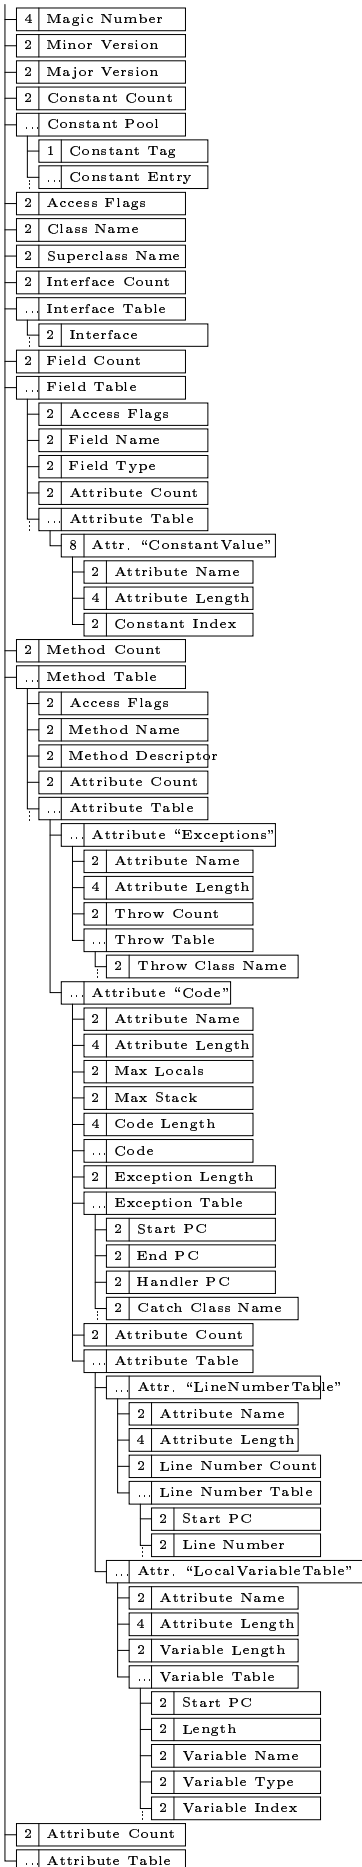 4 Magic Number
2 Minor Version
2 Major Version
2 Constant Count
... Constant Pool
1 Constant Tag
... Constant Entry
2 Access Flags
2 Class Name
2 Superclass Name
2 Interface Count
... Interface Table
2 Interface
2 Field Count
... Field Table
2 Access Flags
2 Field Name
2 Field Type
2 Attribute Count
... Attribute Table
8 Attr. “ConstantValue”
2 Attribute Name
4 Attribute Length
2 Constant Index
2 Method Count
... Method Table
2 Access Flags
2 Method Name
2 Method Descriptor
2 Attribute Count
... Attribute Table
... Attribute “Exceptions”
2 Attribute Name
4 Attribute Length
2 Throw Count
... Throw Table
2 Throw Class Name
... Attribute “Code”
2 Attribute Name
4 Attribute Length
2 Max Locals
2 Max Stack
4 Code Length
... Code
2 Exception Length
... Exception Table
2 Start PC
2 End PC
2 Handler PC
2 Catch Class Name
2 Attribute Count
... Attribute Table
... Attr. “LineNumberTable”
2 Attribute Name
4 Attribute Length
2 Line Number Count
... Line Number Table
2 Start PC
2 Line Number
... Attr. “LocalVariableTable”
2 Attribute Name
4 Attribute Length
2 Variable Length
... Variable Table
2 Start PC
2 Length
2 Variable Name
2 Variable Type
2 Variable Index
2 Attribute Count
... Attribute Table